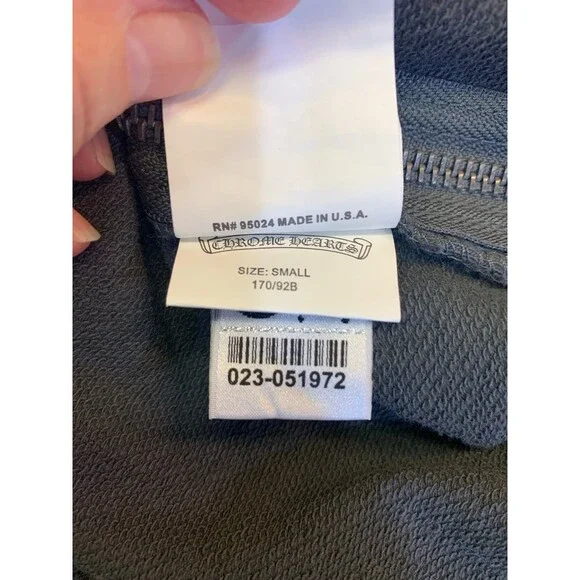 RN# 95024 MADE IN U.S.A.
CHROME HEARTS
SIZE: SMALL
170/92B
023-051972